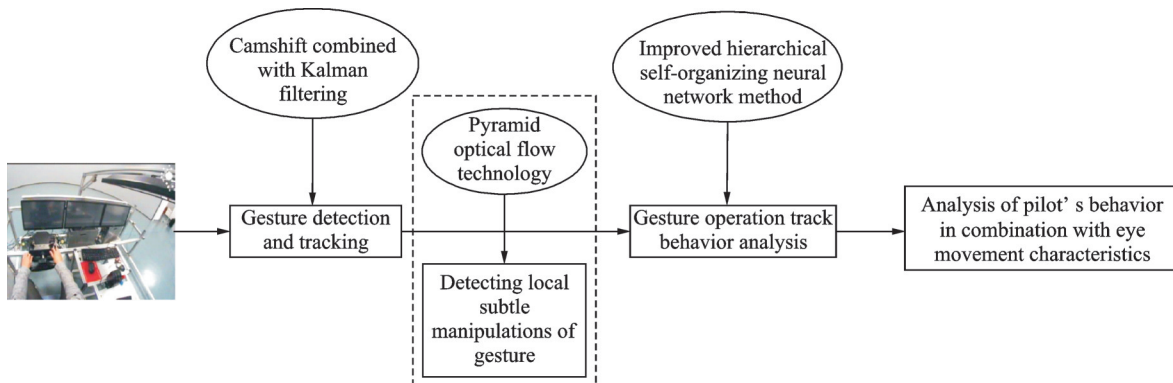 Camshift combined
with Kalman
filtering
Improved hierarchical
self-organizing neural
network method
Pyramid
optical flow
technology
Gesture detection
and tracking
Gesture operation track
behavior analysis
Analysis of pilot’ s behavior
in combination with eye
movement characteristics
Detecting local
subtle
manipulations of
gesture